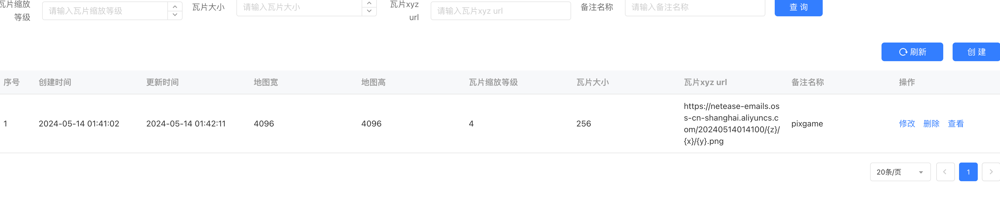 瓦片缩放
等级
请输入瓦片缩放等级
瓦片大小
请输入瓦片大小
瓦片xyz
url
请输入瓦片xyz url
备注名称
请输入备注名称
查 询
刷新
创 建
序号 创建时间 更新时间 地图宽 地图高 瓦片缩放等级 瓦片大小 瓦片xyz url 备注名称 操作
1 2024-05-14 01:41:02 2024-05-14 01:42:11 4096 4096 4 256
https://netease-emails.os
s-cn-shanghai.aliyuncs.c
om/20240514014100/{z}/
{x}/{y}.png
pixgame
修改 删除 查看
20条/页
1